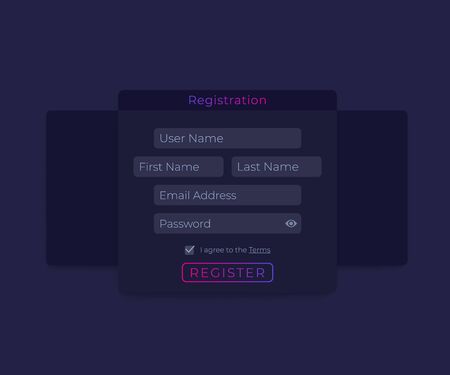 Registration
User Name
First Name Last Name
Email Address
Password
I agree to the Terms
REGISTER